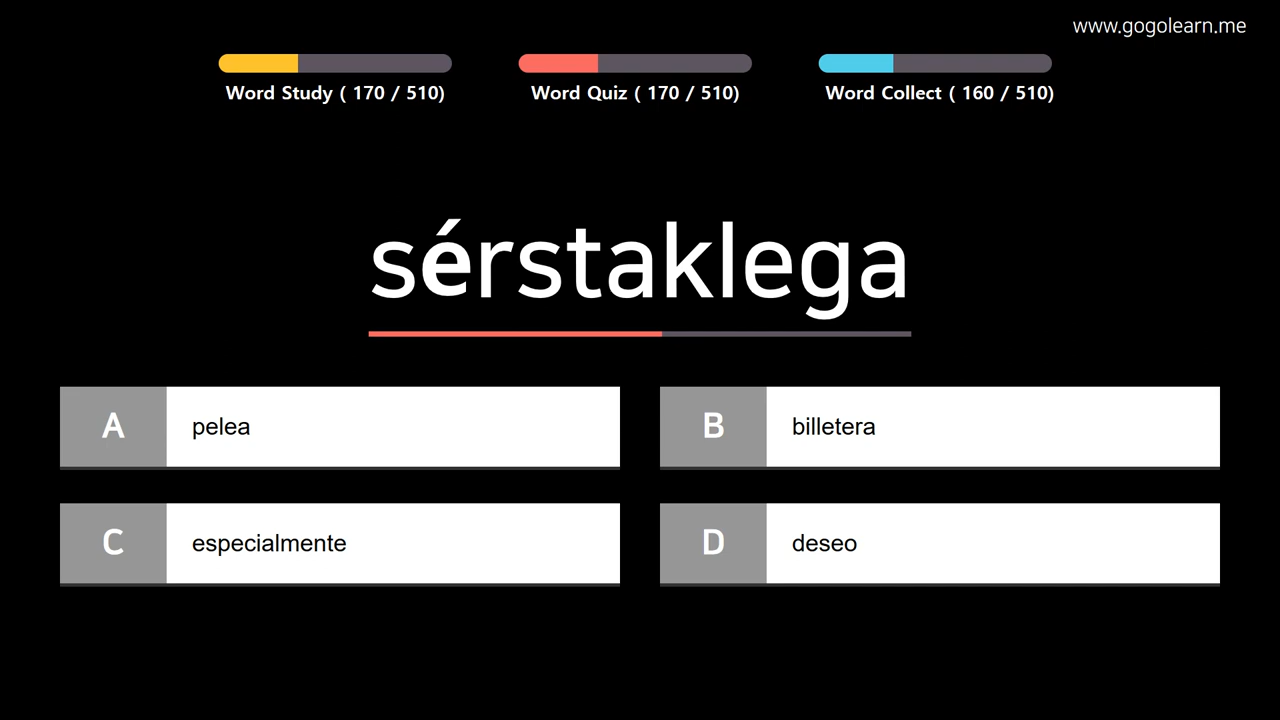 www.gogolearn.me
Word Study ( 170 / 510)
Word Quiz ( 170 / 510)
Word Collect ( 160 / 510)
sérstaklega
A pelea
B billetera
C especialmente
D deseo